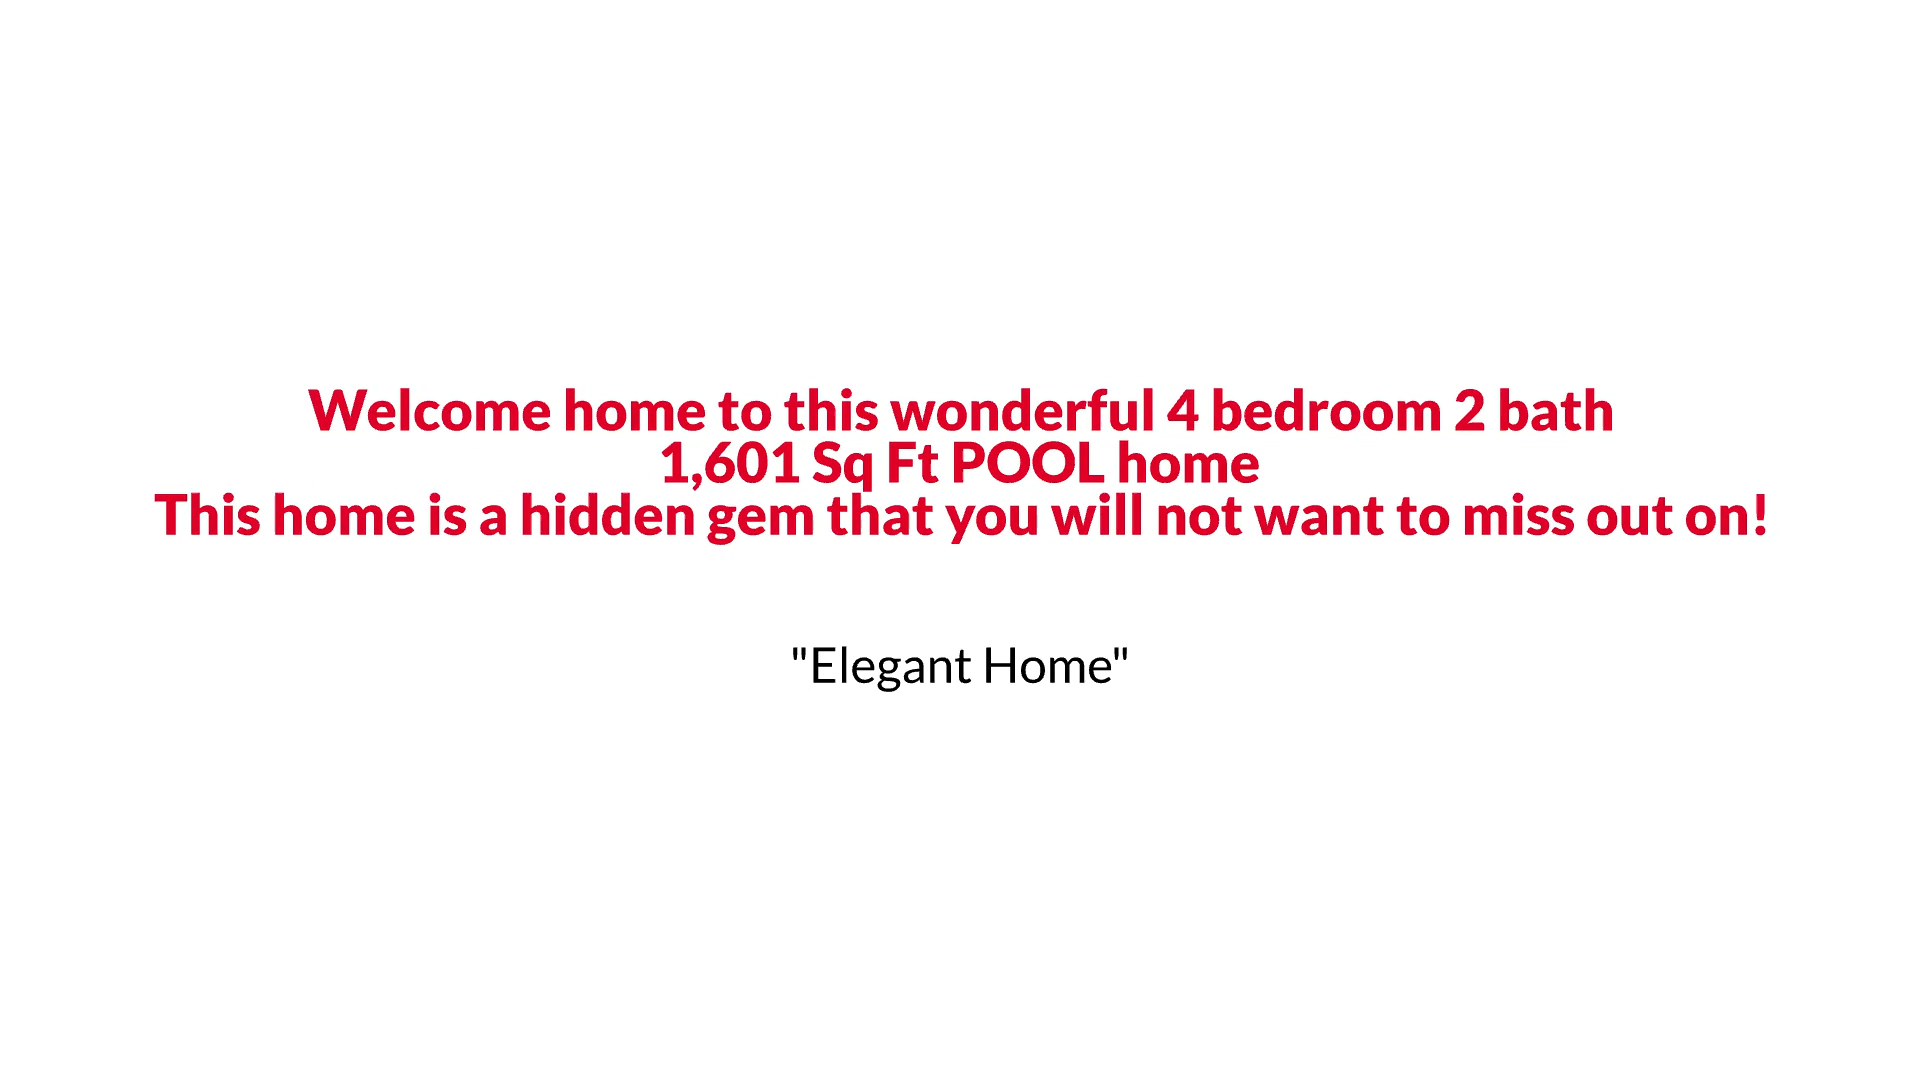 Welcome home to this wonderful 4 bedroom 2 bath
1,601 Sq Ft POOL home
This home is a hidden gem that you will not want to miss out on!
"Elegant Home"